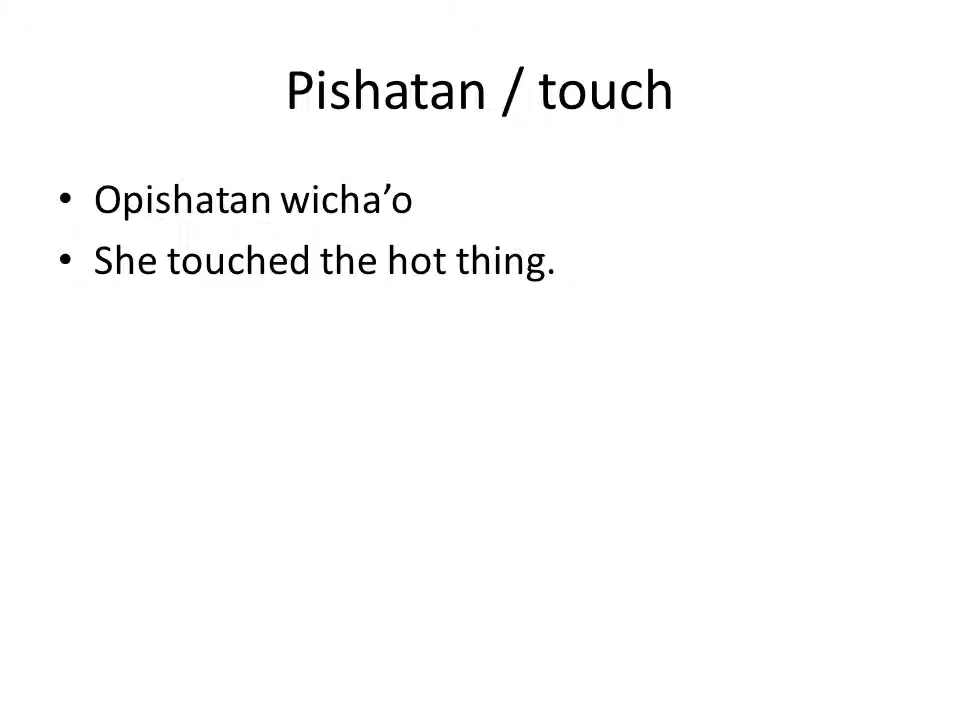 Pishatan / touch
• Opishatan wicha’o
• She touched the hot thing.